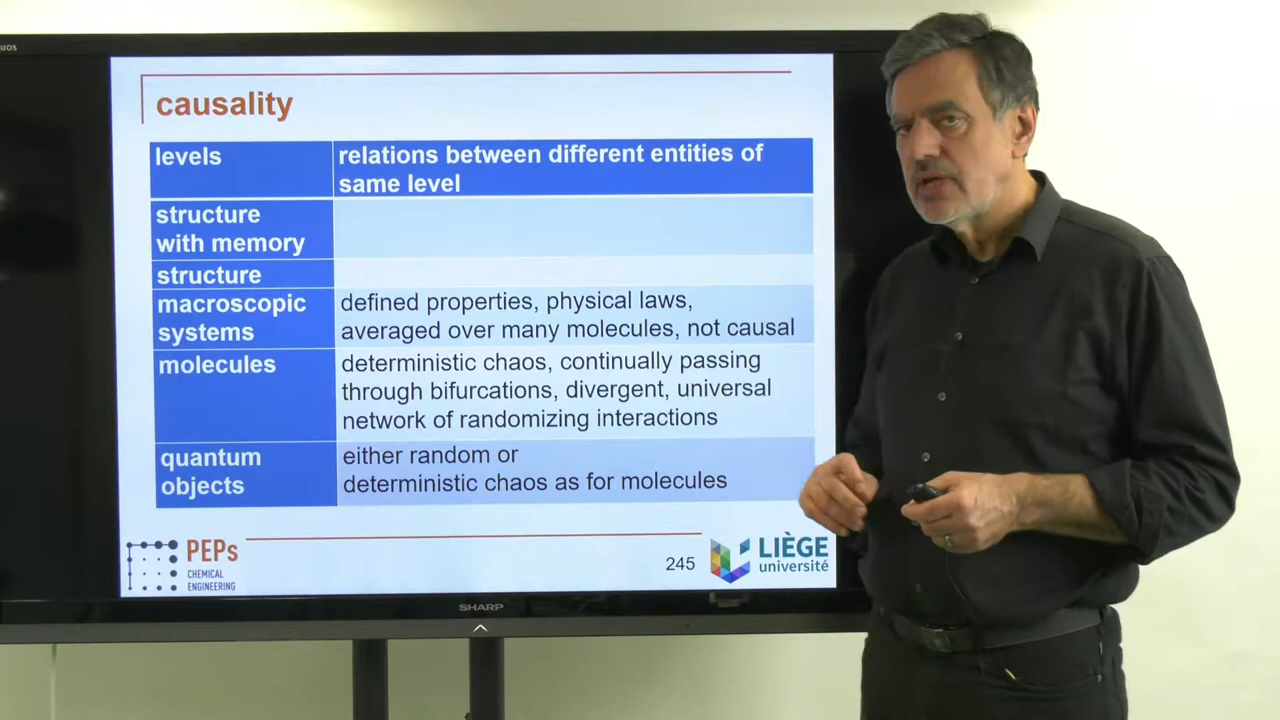 causality
levels
relations between different entities of
same level
structure
with memory
structure
macroscopic
systems
defined properties, physical laws,
averaged over many molecules, not causal
molecules
deterministic chaos, continually passing
through bifurcations, divergent, universal
network of randomizing interactions
quantum
objects
either random or
deterministic chaos as for molecules
PEPs
CHEMICAL
ENGINEERING
245
LIÈGE
université
SHARP